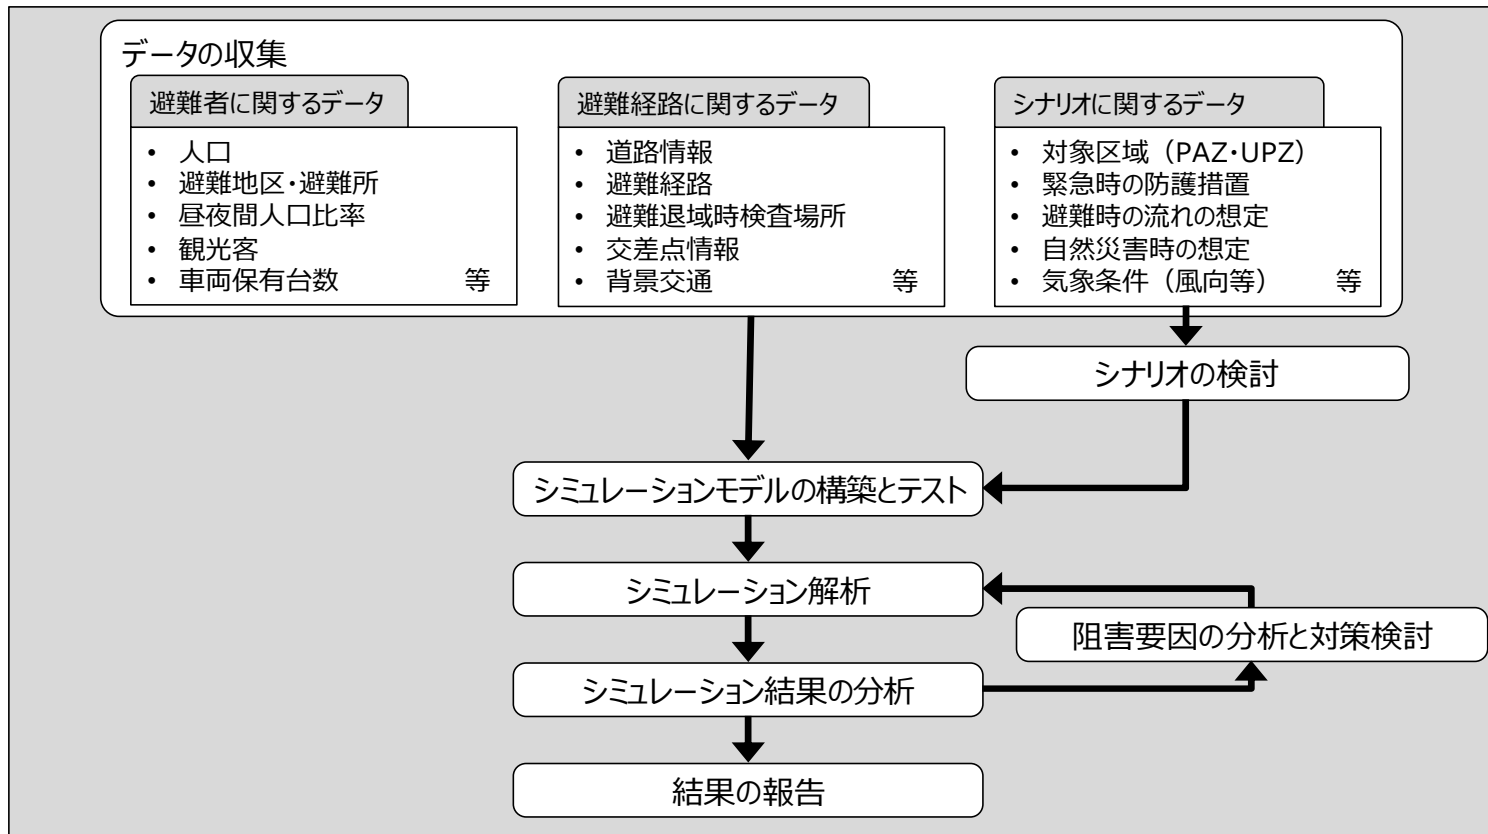 データの収集
避難者に関するデータ
• 人口
• 避難地区・避難所
• 昼夜間人口比率
• 観光客
• 車両保有台数 等
避難経路に関するデータ
• 道路情報
• 避難経路
• 避難退域時検査場所
• 交差点情報
• 背景交通 等
シナリオに関するデータ
• 対象区域（PAZ・UPZ）
• 緊急時の防護措置
• 避難時の流れの想定
• 自然災害時の想定
• 気象条件（風向等） 等
シナリオの検討
シミュレーションモデルの構築とテスト
シミュレーション解析
阻害要因の分析と対策検討
シミュレーション結果の分析
結果の報告